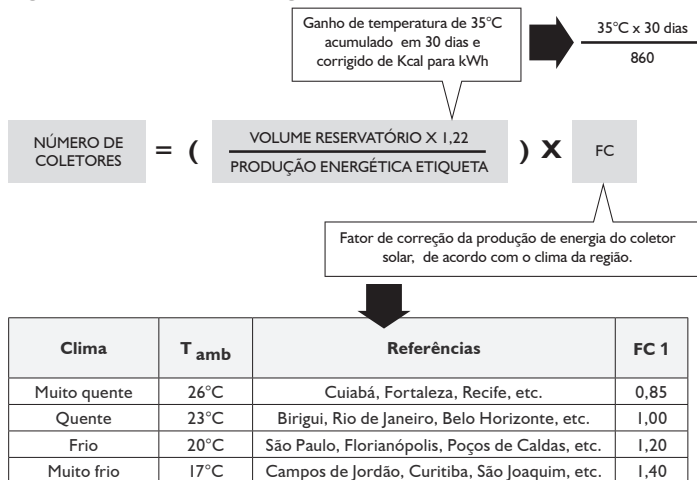 Ganho de temperatura de 35°C
acumulado em 30 dias e
corrigido de Kcal para kWh
35°C x 30 dias
860
NÚMERO DE
COLETORES
= (
VOLUME RESERVATÓRIO X 1,22
PRODUÇÃO ENERGÉTICA ETIQUETA
) X
FC
Fator de correção da produção de energia do coletor
solar, de acordo com o clima da região.
Clima T amb Referências FC 1
Muito quente 26°C Cuiabá, Fortaleza, Recife, etc. 0,85
Quente 23°C Birigui, Rio de Janeiro, Belo Horizonte, etc. 1,00
Frio 20°C São Paulo, Florianópolis, Poços de Caldas, etc. 1,20
Muito frio 17°C Campos de Jordão, Curitiba, São Joaquim, etc. 1,40